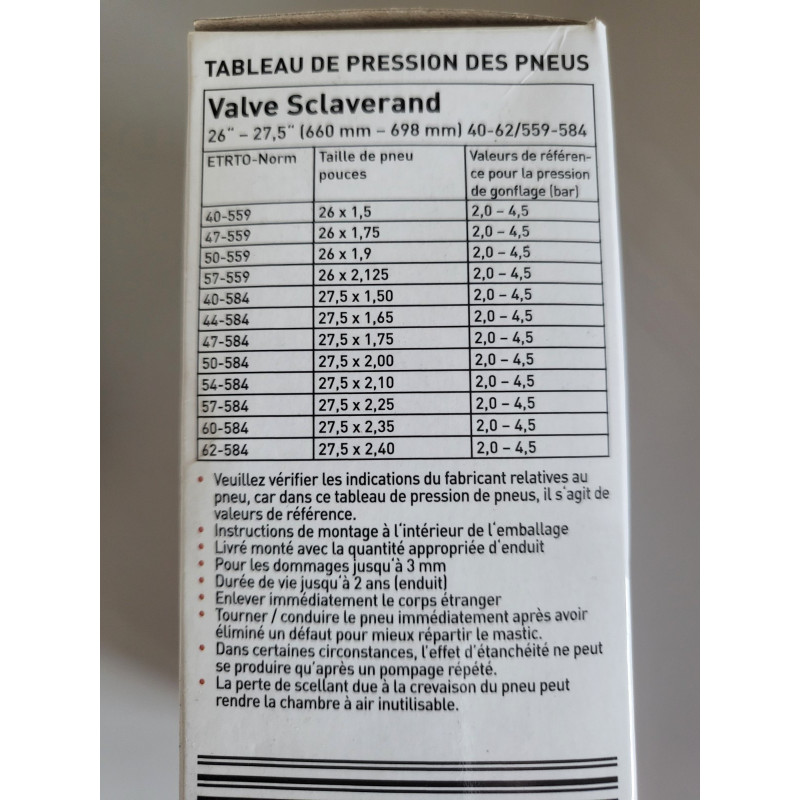 TABLEAU DE PRESSION DES PNEUS
Valve Sclaverand
26" – 27,5" (660 mm – 698 mm) 40-62/559-584
ETRTO-Norm Taille de pneu pouces Valeurs de référen-ce pour la pression de gonflage (bar)
40-559 26 x 1,5 2,0 – 4,5
47-559 26 x 1,75 2,0 – 4,5
50-559 26 x 1,9 2,0 – 4,5
57-559 26 x 2,125 2,0 – 4,5
40-584 27,5 x 1,50 2,0 – 4,5
44-584 27,5 x 1,65 2,0 – 4,5
47-584 27,5 x 1,75 2,0 – 4,5
50-584 27,5 x 2,00 2,0 – 4,5
54-584 27,5 x 2,10 2,0 – 4,5
57-584 27,5 x 2,25 2,0 – 4,5
60-584 27,5 x 2,35 2,0 – 4,5
62-584 27,5 x 2,40 2,0 – 4,5
• Veuillez vérifier les indications du fabricant relatives au
pneu, car dans ce tableau de pression de pneus, il s'agit de
valeurs de référence.
• Instructions de montage à l'intérieur de l'emballage
• Livré monté avec la quantité appropriée d'enduit
• Pour les dommages jusqu'à 3 mm
• Durée de vie jusqu'à 2 ans (enduit)
• Enlever immédiatement le corps étranger
• Tourner / conduire le pneu immédiatement après avoir
éliminé un défaut pour mieux répartir le mastic.
• Dans certaines circonstances, l'effet d'étanchéité ne peut
se produire qu'après un pompage répété.
• La perte de scellant due à la crevaison du pneu peut
rendre la chambre à air inutilisable.